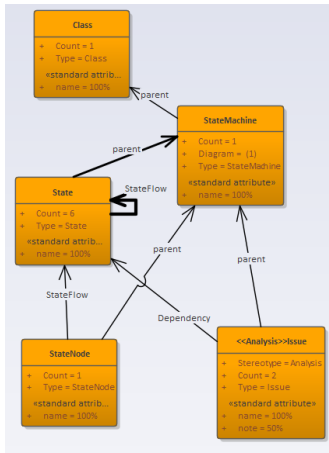 Class
+ Count = 1
+ Type = Class
«standard attrib...
+ name = 100%
parent
StateMachine
+ Count = 1
+ Diagram = (1)
+ Type = StateMachine
«standard attribute»
+ name = 100%
parent
State
+ Count = 6
+ Type = State
«standard attrib...
+ name = 100%
StateFlow
parent
parent
StateFlow
Dependency
StateNode
+ Count = 1
+ Type = StateNode
«standard attrib...
+ name = 100%
<<Analysis>>Issue
+ Stereotype = Analysis
+ Count = 2
+ Type = Issue
«standard attribute»
+ name = 100%
+ note = 50%